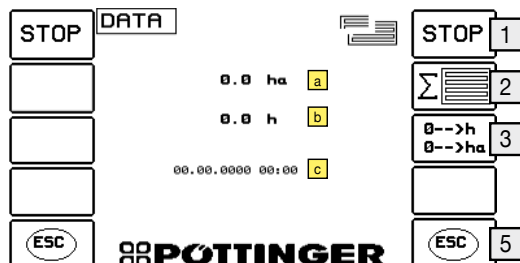 STOP DATA STOP 1
0.0 ha a Σ 2
0.0 h b 0-->h 3
0-->ha
00.00.0000 00:00 c
ESC PÖTTINGER ESC 5